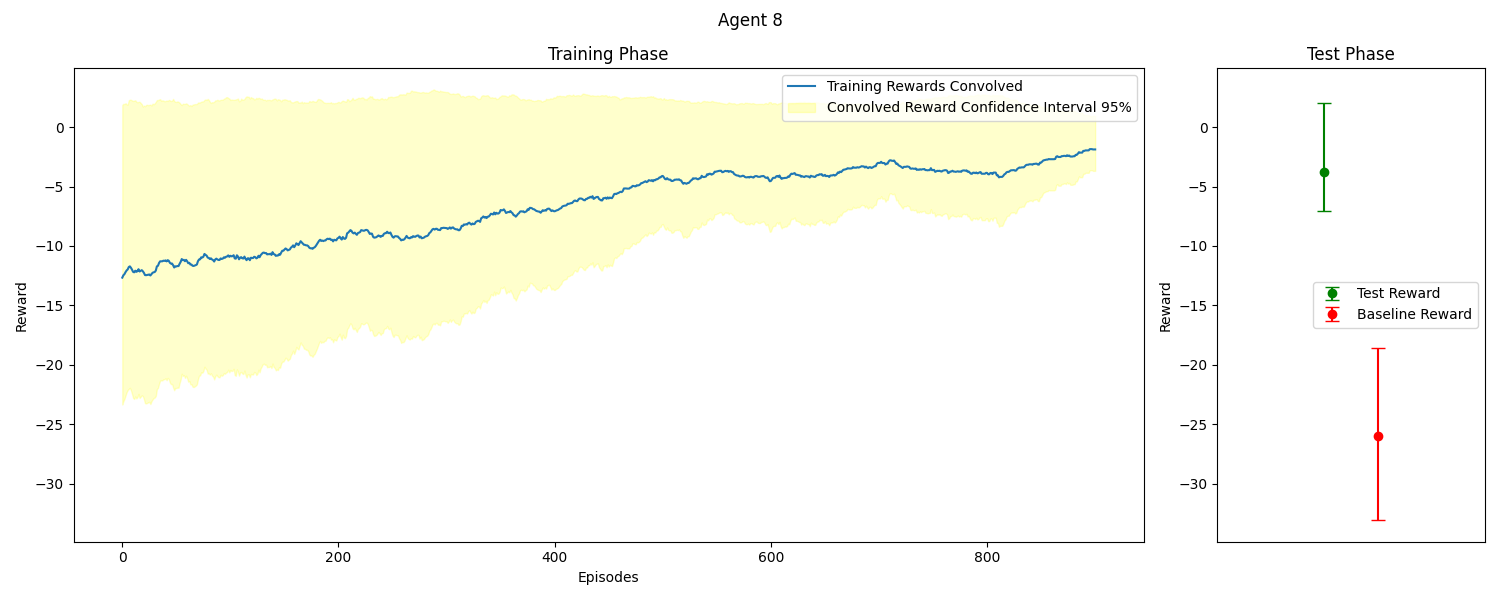 Agent 8
Training Phase
Training Rewards Convolved
Convolved Reward Confidence Interval 95%
0
−5
−10
−15
−20
−25
−30
Reward
0
200
400
600
800
Episodes
Test Phase
0
−5
−10
−15
−20
−25
−30
Reward
Test Reward
Baseline Reward